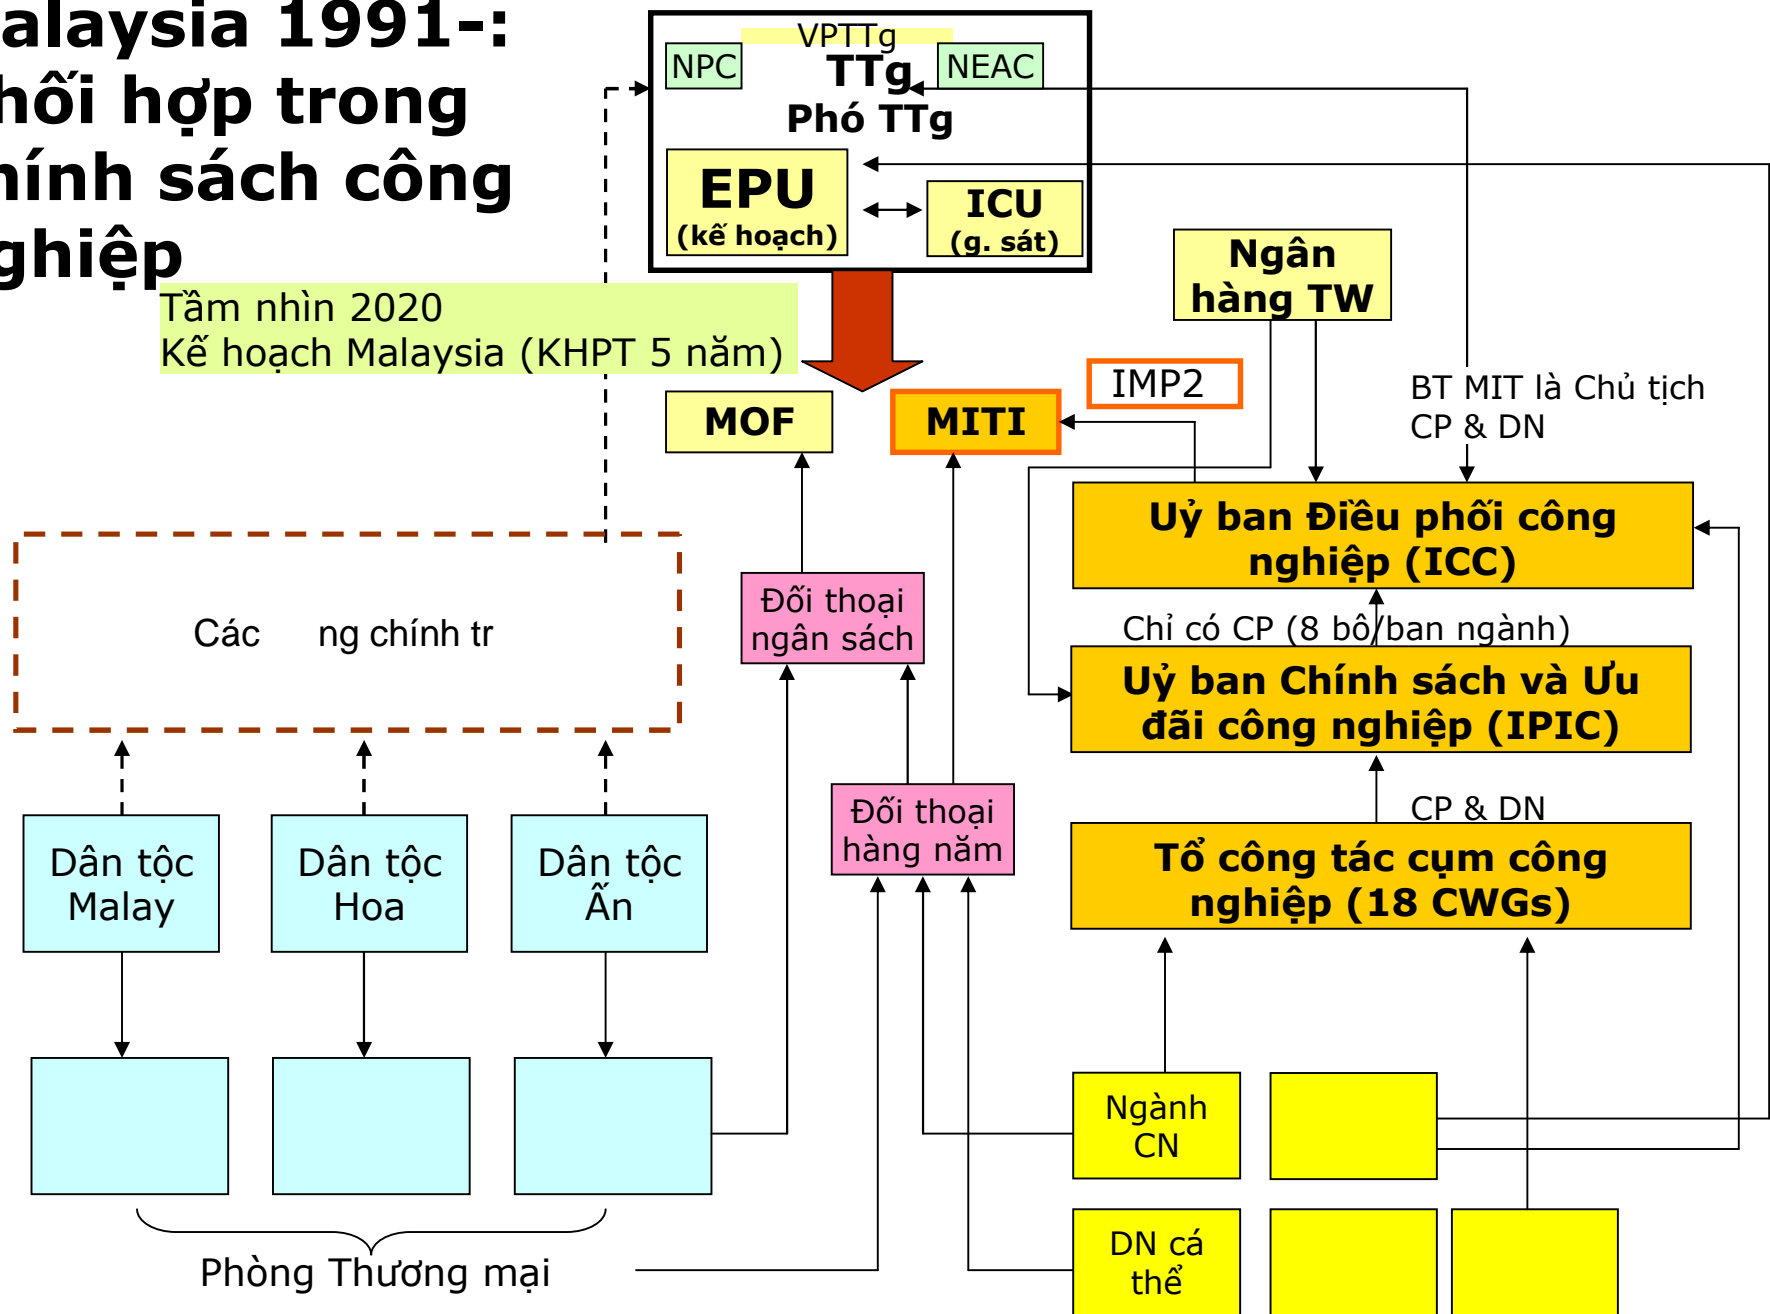 alaysia 1991-:
hối hợp trong
hính sách công
ghiệp
VPTTg
NPC
TTg
NEAC
Phó TTg
EPU
(kế hoạch)
ICU
(g. sát)
Ngân
hàng TW
Tầm nhìn 2020
Kế hoạch Malaysia (KHPT 5 năm)
IMP2
BT MIT là Chủ tịch
CP & DN
MOF
MITI
Uỷ ban Điều phối công
nghiệp (ICC)
Đối thoại
ngân sách
Các ng chính tr
Chỉ có CP (8 bô/ban ngành)
Uỷ ban Chính sách và Ưu
đãi công nghiệp (IPIC)
Đối thoại
hàng năm
CP & DN
Tổ công tác cụm công
nghiệp (18 CWGs)
Dân tộc
Malay
Dân tộc
Hoa
Dân tộc
Ấn
Ngành
CN
DN cá
thể
Phòng Thương mại